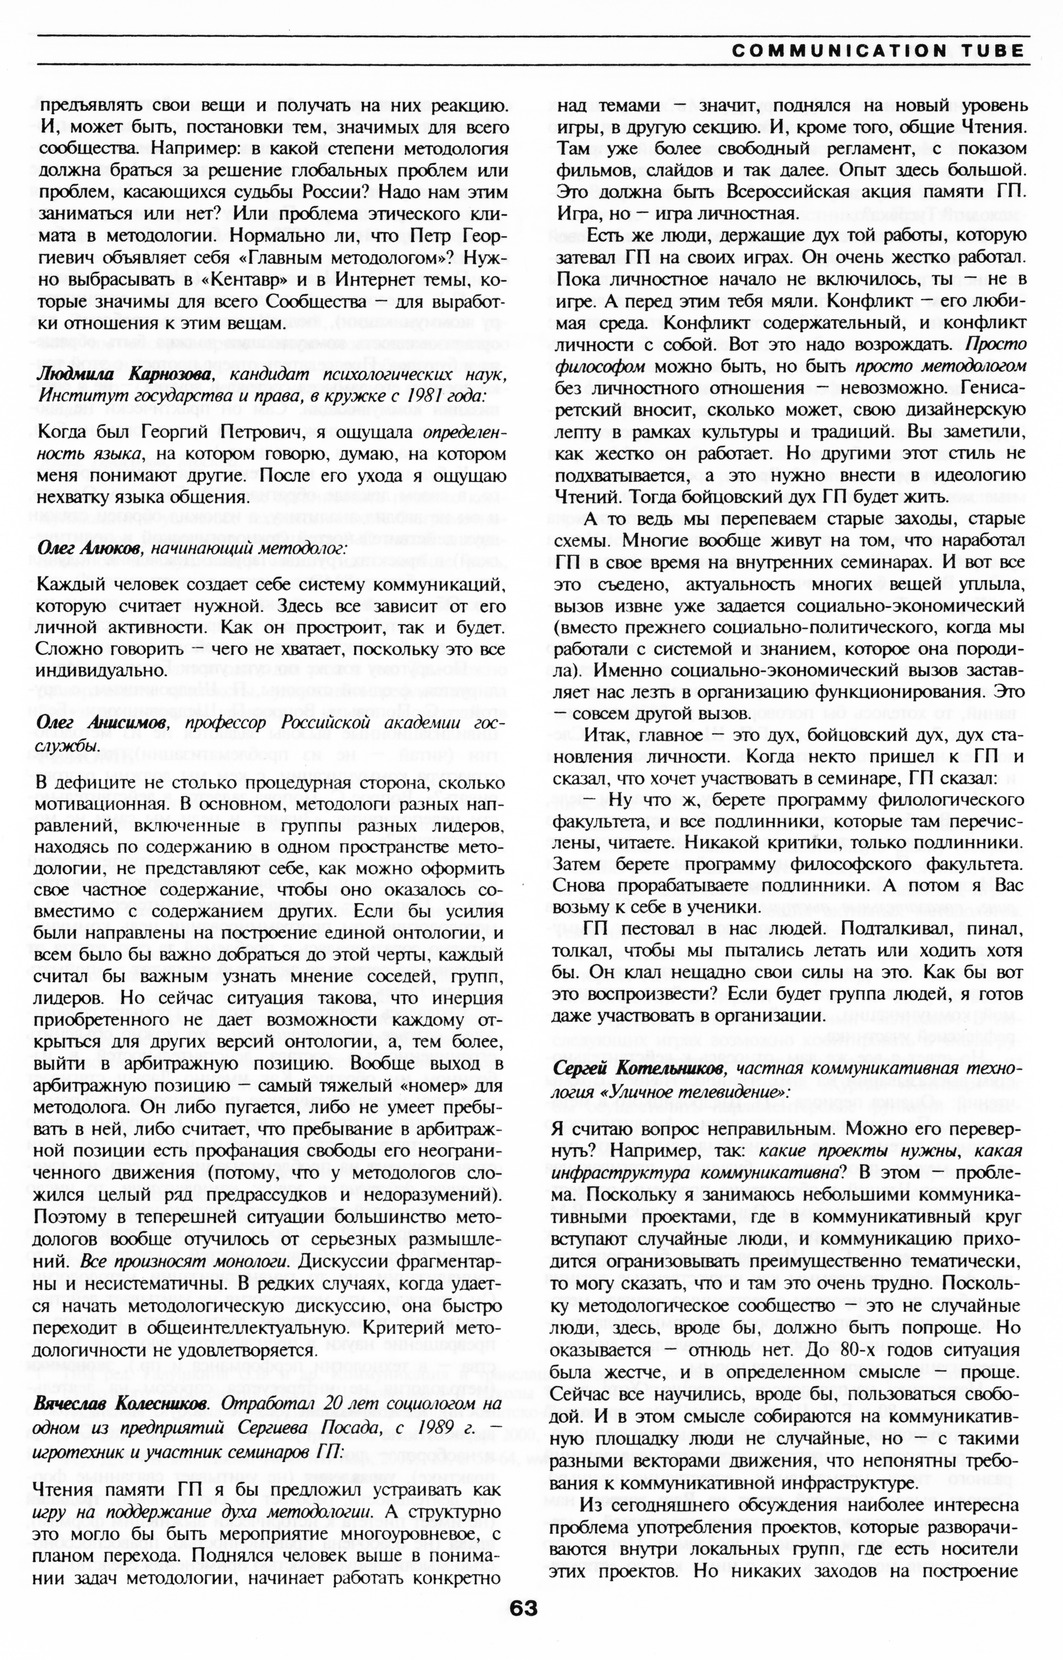 COMMUNICATION TUBE
предъявлять свои вещи и получать на них реакцию.
И, может быть, постановки тем, значимых для всего
сообщества. Например: в какой степени методология
должна браться за решение глобальных проблем или
проблем, касающихся судьбы России? Надо нам этим
заниматься или нет? Или проблема этического кли-
мата в методологии. Нормально ли, что Петр Геор-
гиевич объявляет себя «Главным методологом»? Нуж-
но выбрасывать в «Кентавр» и в Интернет темы, ко-
торые значимы для всего Сообщества — для выработ-
ки отношения к этим вещам.
Людмила Карнозова, кандидат психологических наук,
Институт государства и права, в кружке с 1981 года:
Когда был Георгий Петрович, я ощущала определен-
ность языка, на котором говорю, думаю, на котором
меня понимают другие. После его ухода я ощущаю
нехватку языка общения.
Олег Алюков, начинающий методолог:
Каждый человек создает себе систему коммуникаций,
которую считает нужной. Здесь все зависит от его
личной активности. Как он простроит, так и будет.
Сложно говорить — чего не хватает, поскольку это все
индивидуально.
Олег Анисимов, профессор Российской академии гос-
службы.
В дефиците не столько процедурная сторона, сколько
мотивационная. В основном, методологи разных нап-
равлений, включенные в группы разных лидеров,
находясь по содержанию в одном пространстве мето-
дологии, не представляют себе, как можно оформить
свое частное содержание, чтобы оно оказалось со-
вместимо с содержанием других. Если бы усилия
были направлены на построение единой онтологии, и
всем было бы важно добраться до этой черты, каждый
считал бы важным узнать мнение соседей, групп,
лидеров. Но сейчас ситуация такова, что инерция
приобретенного не дает возможности каждому от-
крыться для других версий онтологии, а, тем более,
выйти в арбитражную позицию. Вообще выход в
арбитражную позицию — самый тяжелый «номер» для
методолога. Он либо пугается, либо не умеет пребы-
вать в ней, либо считает, что пребывание в арбитраж-
ной позиции есть профанация свободы его неограни-
ченного движения (потому, что у методологов сло-
жился целый ряд предрассудков и недоразумений).
Поэтому в теперешней ситуации большинство мето-
дологов вообще отучилось от серьезных размышле-
ний. Все произносят монологи. Дискуссии фрагментар-
ны и несистематичны. В редких случаях, когда удает-
ся начать методологическую дискуссию, она быстро
переходит в общеинтеллектуальную. Критерий мето-
дологичности не удовлетворяется.
Вячеслав Колесников. Отработал 20 лет социологом на
одном из предприятий Сергиева Посада, с 1989 г. —
игротехник и участник семинаров ГП:
Чтения памяти ГП я бы предложил устраивать как
игру на поддержание духа методологии. А структурно
это могло бы быть мероприятие многоуровневое, с
планом перехода. Поднялся человек выше в понима-
нии задач методологии, начинает работать конкретно
над темами — значит, поднялся на новый уровень
игры, в другую секцию. И, кроме того, общие Чтения.
Там уже более свободный регламент, с показом
фильмов, слайдов и так далее. Опыт здесь большой.
Это должна быть Всероссийская акция памяти ГП.
Игра, но — игра личностная.
Есть же люди, держащие дух той работы, которую
затевал ГП на своих играх. Он очень жестко работал.
Пока личностное начало не включилось, ты — не в
игре. А перед этим тебя мяли. Конфликт — его люби-
мая среда. Конфликт содержательный, и конфликт
личности с собой. Вот это надо возрождать. Просто
философом можно быть, но быть просто методологом
без личностного отношения — невозможно. Гениса-
ретский вносит, сколько может, свою дизайнерскую
лепту в рамках культуры и традиций. Вы заметили,
как жестко он работает. Но другими этот стиль не
подхватывается, а это нужно внести в идеологию
Чтений. Тогда бойцовский дух ГП будет жить.
А то ведь мы перепеваем старые заходы, старые
схемы. Многие вообще живут на том, что наработал
ГП в свое время на внутренних семинарах. И вот все
это съедено, актуальность многих вещей уплыла,
вызов извне уже задается социально-экономический
(вместо прежнего социально-политического, когда мы
работали с системой и знанием, которое она породи-
ла). Именно социально-экономический вызов застав-
ляет нас лезть в организацию функционирования. Это
— совсем другой вызов.
Итак, главное — это дух, бойцовский дух, дух ста-
новления личности. Когда некто пришел к ГП и
сказал, что хочет участвовать в семинаре, ГП сказал:
— Ну что ж, берете программу филологического
факультета, и все подлинники, которые там перечис-
лены, читаете. Никакой критики, только подлинники.
Затем берете программу философского факультета.
Снова прорабатываете подлинники. А потом я Вас
возьму к себе в ученики.
ГП пестовал в нас людей. Подталкивал, пинал,
толкал, чтобы мы пытались летать или ходить хотя
бы. Он клал нещадно свои силы на это. Как бы вот
это воспроизвести? Если будет группа людей, я готов
даже участвовать в организации.
Сергей Котельников, частная коммуникативная техно-
логия «Уличное телевидение»:
Я считаю вопрос неправильным. Можно его перевер-
нуть? Например, так: какие проекты нужны, какая
инфраструктура коммуникативна? В этом — пробле-
ма. Поскольку я занимаюсь небольшими коммуника-
тивными проектами, где в коммуникативный круг
вступают случайные люди, и коммуникацию прихо-
дится огранизовывать преимущественно тематически,
то могу сказать, что и там это очень трудно. Посколь-
ку методологическое сообщество — это не случайные
люди, здесь, вроде бы, должно быть попроще. Но
оказывается — отнюдь нет. До 80-х годов ситуация
была жестче, и в определенном смысле — проще.
Сейчас все научились, вроде бы, пользоваться свобо-
дой. И в этом смысле собираются на коммуникатив-
ную площадку люди не случайные, но — с такими
разными векторами движения, что непонятны требо-
вания к коммуникативной инфраструктуре.
Из сегодняшнего обсуждения наиболее интересна
проблема употребления проектов, которые разворачи-
ваются внутри локальных групп, где есть носители
этих проектов. Но никаких заходов на построение
63